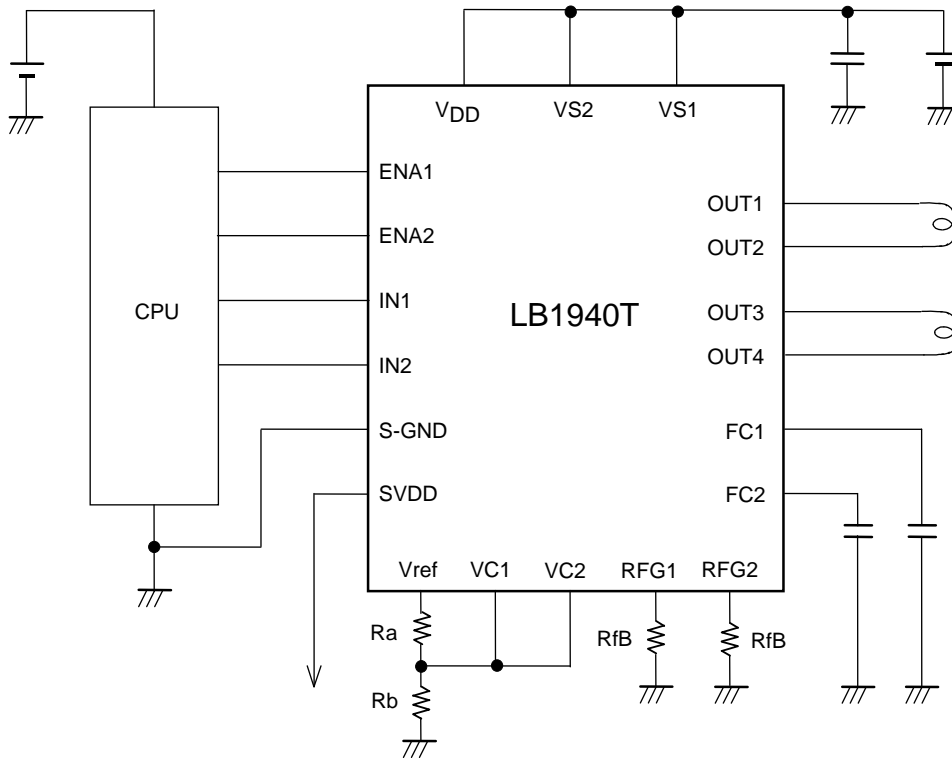 VDD
VS2
VS1
ENA1
ENA2
IN1
IN2
S-GND
SVDD
CPU
LB1940T
OUT1
OUT2
OUT3
OUT4
FC1
FC2
Vref
VC1
VC2
RFG1
RFG2
Ra
Rb
RfB
RfB